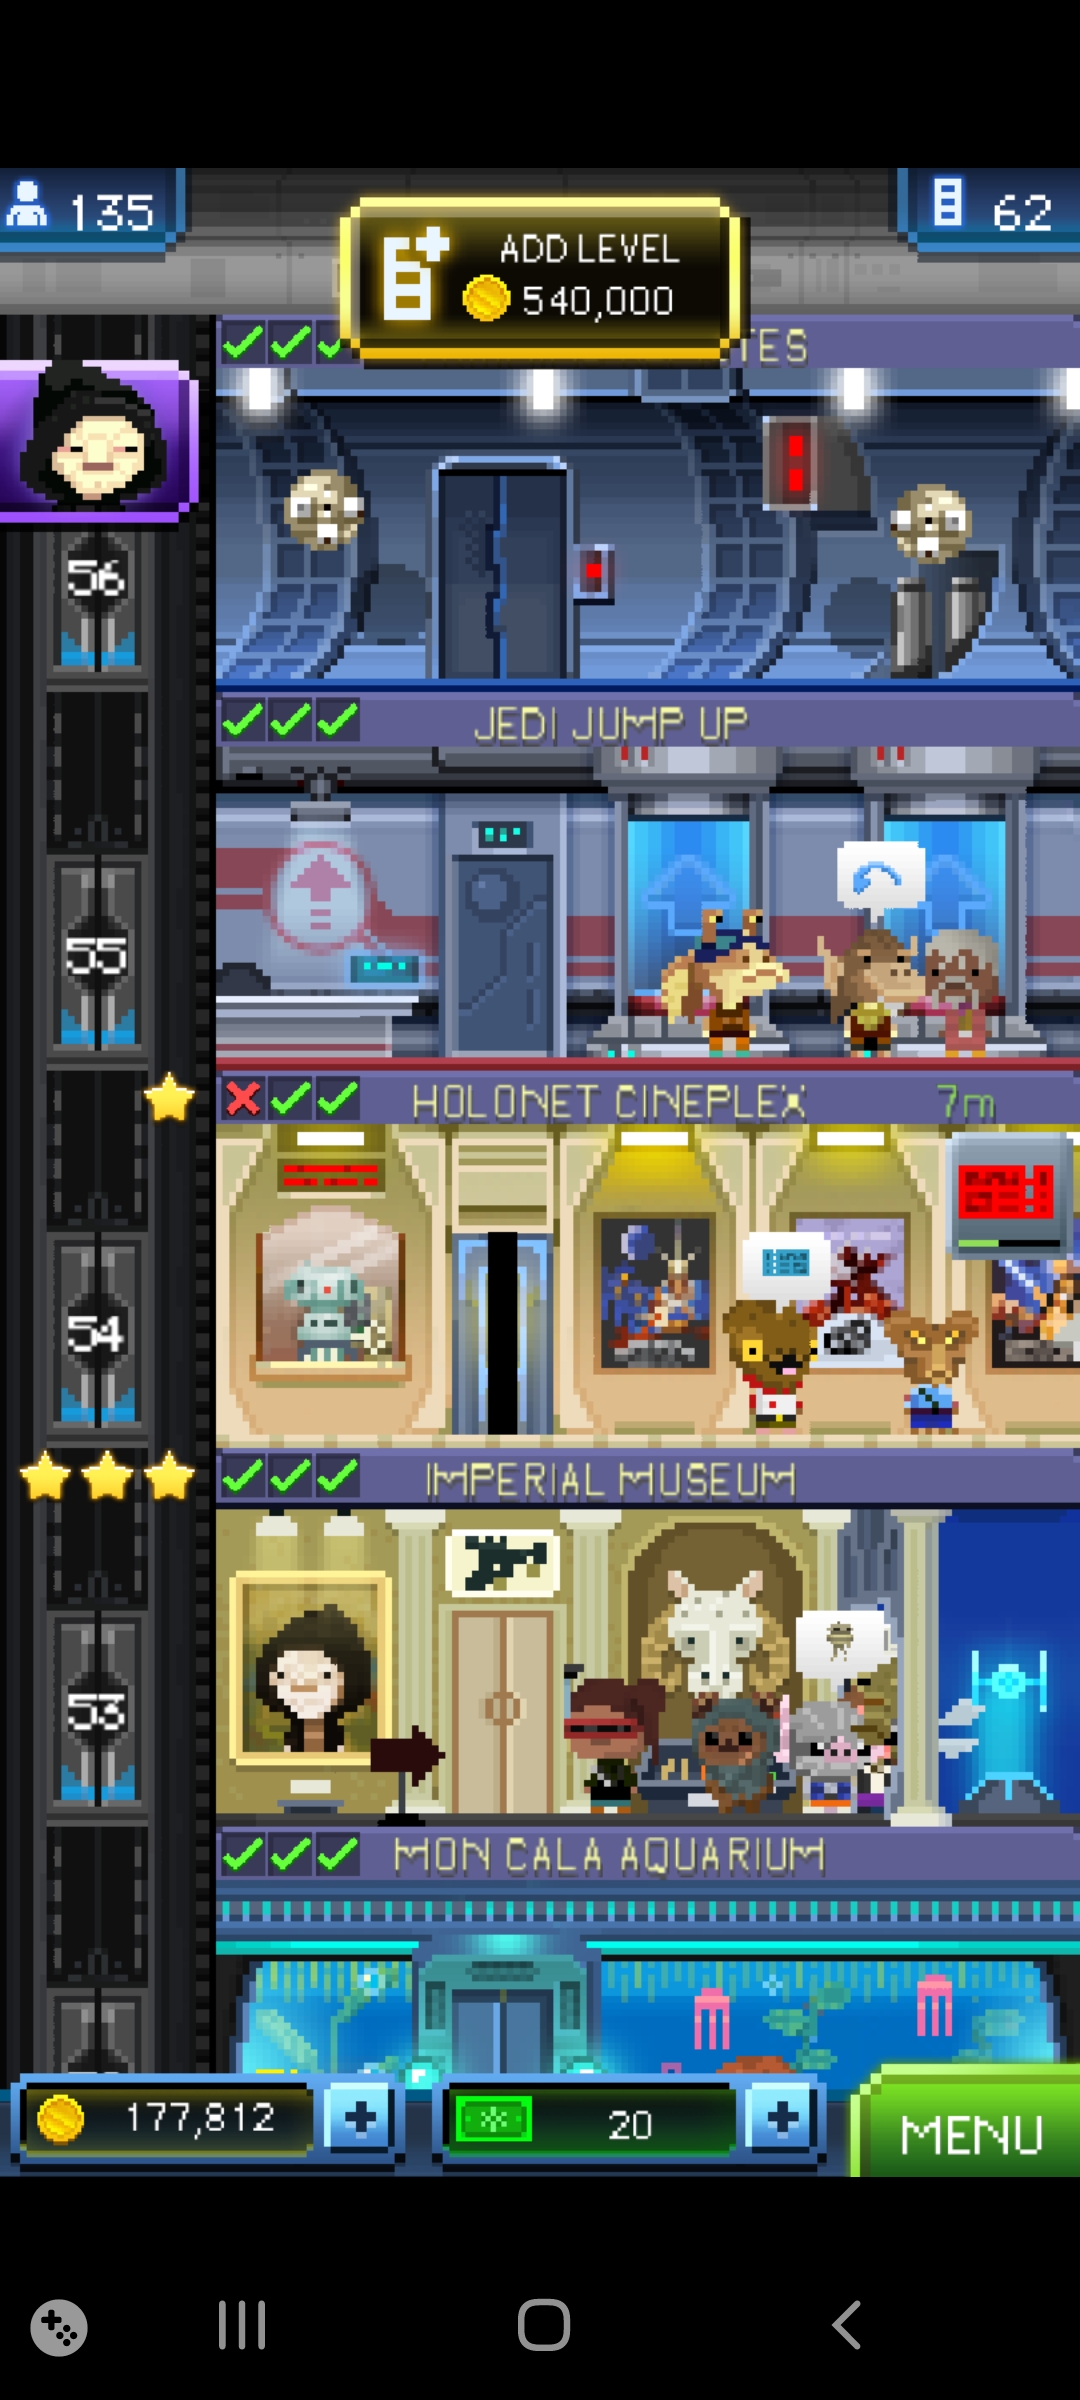 135
62
ADD LEVEL
540,000
56
JEDI JUMP UP
55
HOLONET CINEPLEX 7m
54
IMPERIAL MUSEUM
53
MON CALA AQUARIUM
177,812
20
MENU